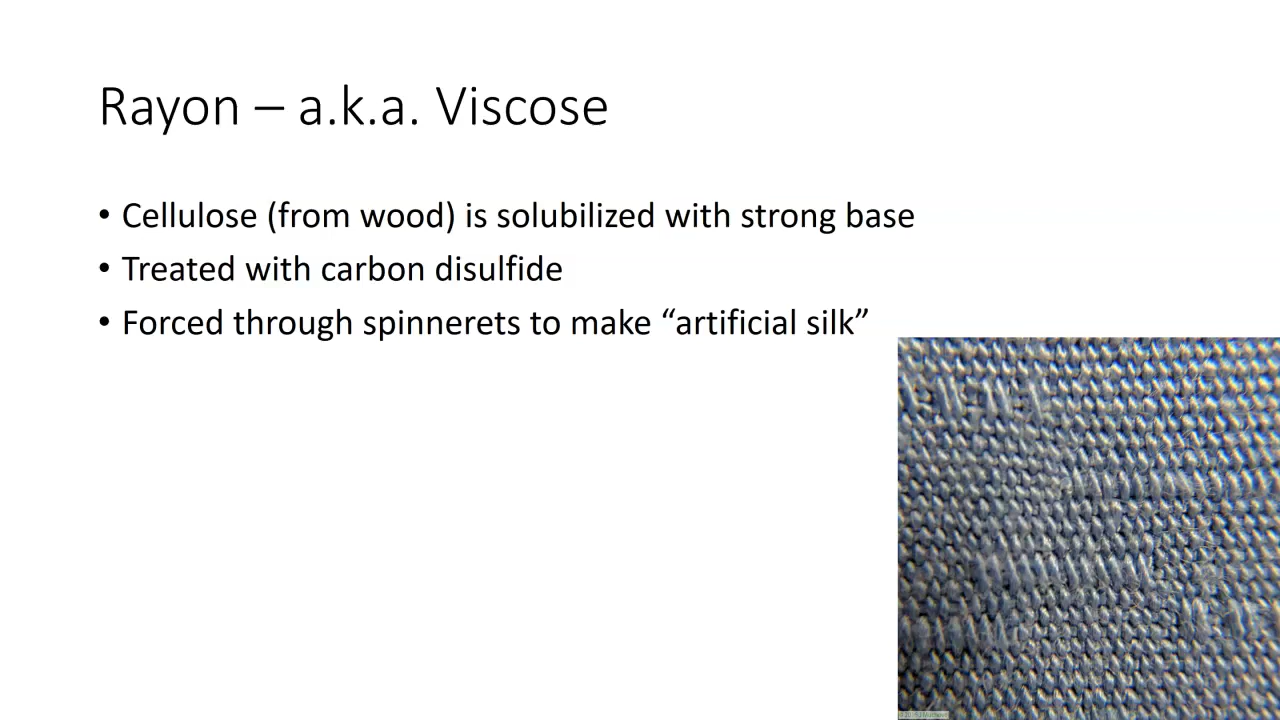 Rayon – a.k.a. Viscose
• Cellulose (from wood) is solubilized with strong base
• Treated with carbon disulfide
• Forced through spinnerets to make “artificial silk”